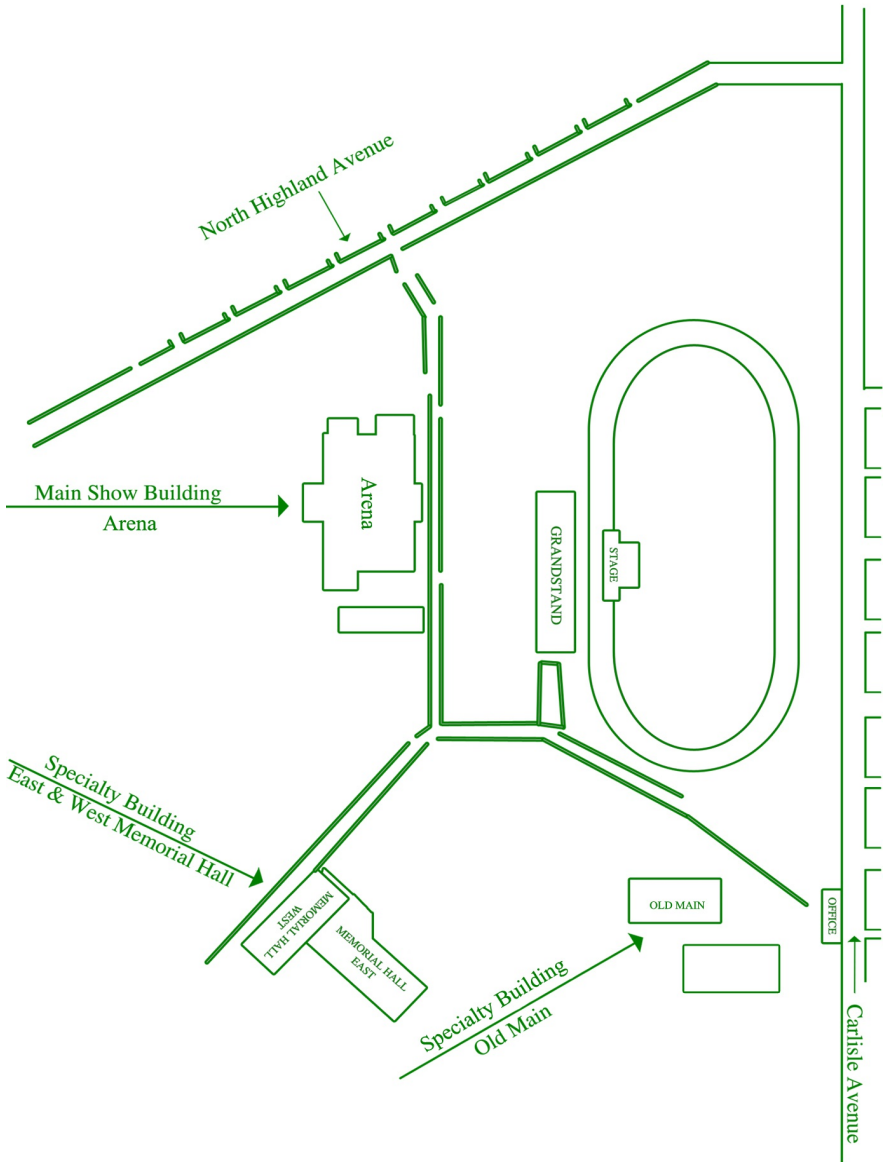 North Highland Avenue
Main Show Building
Arena
Arena
GRANDSTAND
STAGE
Specialty Building
East & West Memorial Hall
MEMORIAL HALL
WEST
MEMORIAL HALL
EAST
OLD MAIN
OFFICE
Specialty Building
Old Main
Carlisle Avenue